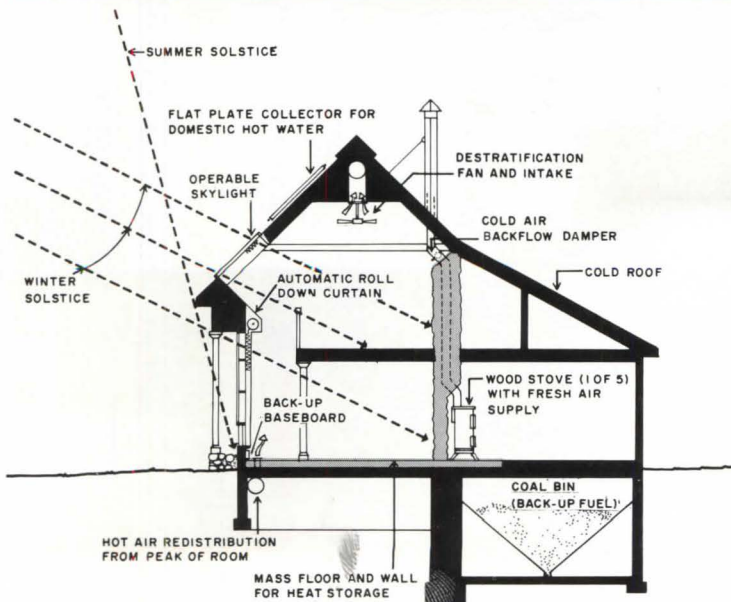 SUMMER SOLSTICE
FLAT PLATE COLLECTOR FOR
DOMESTIC HOT WATER
OPERABLE
SKYLIGHT
DESTRATIFICATION
FAN AND INTAKE
COLD AIR
BACKFLOW DAMPER
COLD ROOF
WINTER
SOLSTICE
AUTOMATIC ROLL
DOWN CURTAIN
BACK-UP
BASEBOARD
WOOD STOVE (1 OF 5)
WITH FRESH AIR
SUPPLY
COAL BIN
(BACK-UP FUEL)
HOT AIR REDISTRIBUTION
FROM PEAK OF ROOM
MASS FLOOR AND WALL
FOR HEAT STORAGE